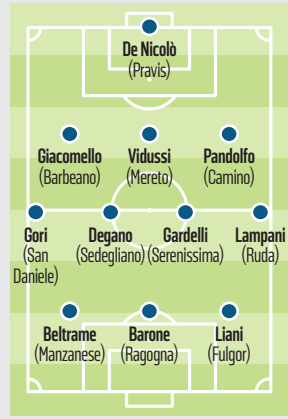 De Nicolò
(Pravis)
Giacomello Vidussi Pandolfo
(Barbeano) (Mereto) (Camino)
Gori Degano Gardelli Lampani
(San (Sedegliano) (Serenissima) (Ruda)
Daniele)
Beltrame Barone Liani
(Manzanese) (Ragogna) (Fulgor)